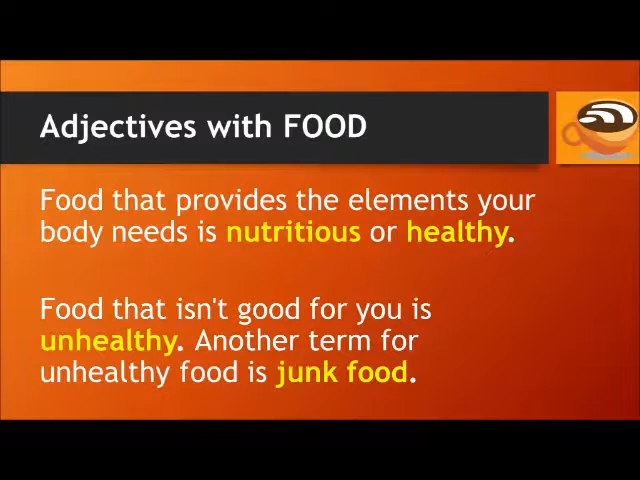 Adjectives with FOOD
Food that provides the elements your
body needs is nutritious or healthy.
Food that isn't good for you is
unhealthy. Another term for
unhealthy food is junk food.